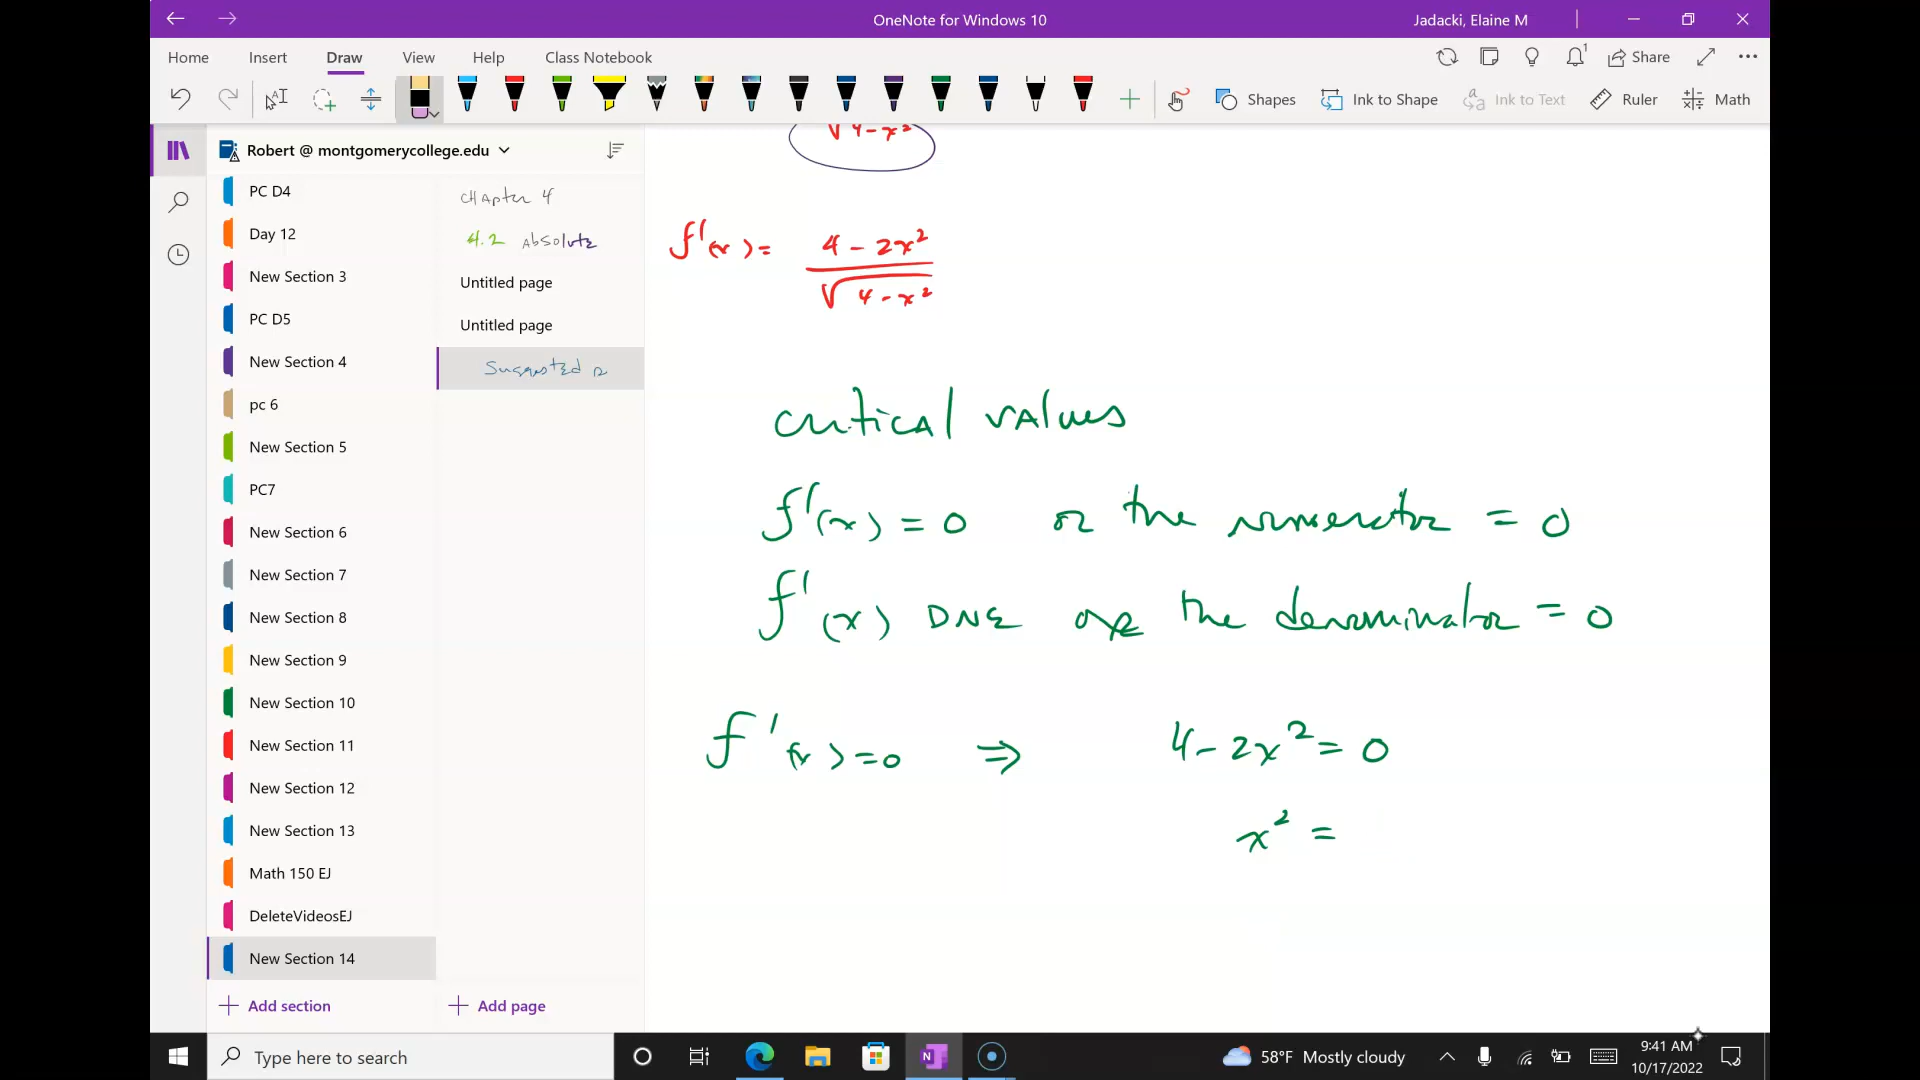 OneNote for Windows 10
Jadacki, Elaine M
Home Insert Draw View Help Class Notebook
1
Share
Shapes Ink to Shape Ink to Text Ruler Math
Robert @ montgomerycollege.edu
PC D4
Day 12
New Section 3
PC D5
New Section 4
pc 6
New Section 5
PC7
New Section 6
New Section 7
New Section 8
New Section 9
New Section 10
New Section 11
New Section 12
New Section 13
Math 150 EJ
DeleteVideosEJ
New Section 14
+ Add section
CHApter 4
4.2 Absolute
Untitled page
Untitled page
Suggested
+ Add page
√4-x²
f'(x) = 4-2x² / √4-x²
critical values
f'(x) = 0 or the numerator = 0
f'(x) DNE the denominator = 0
f'(x)=0 ⇒ 4-2x²=0
x² =
Type here to search
58°F Mostly cloudy
9:41 AM
10/17/2022